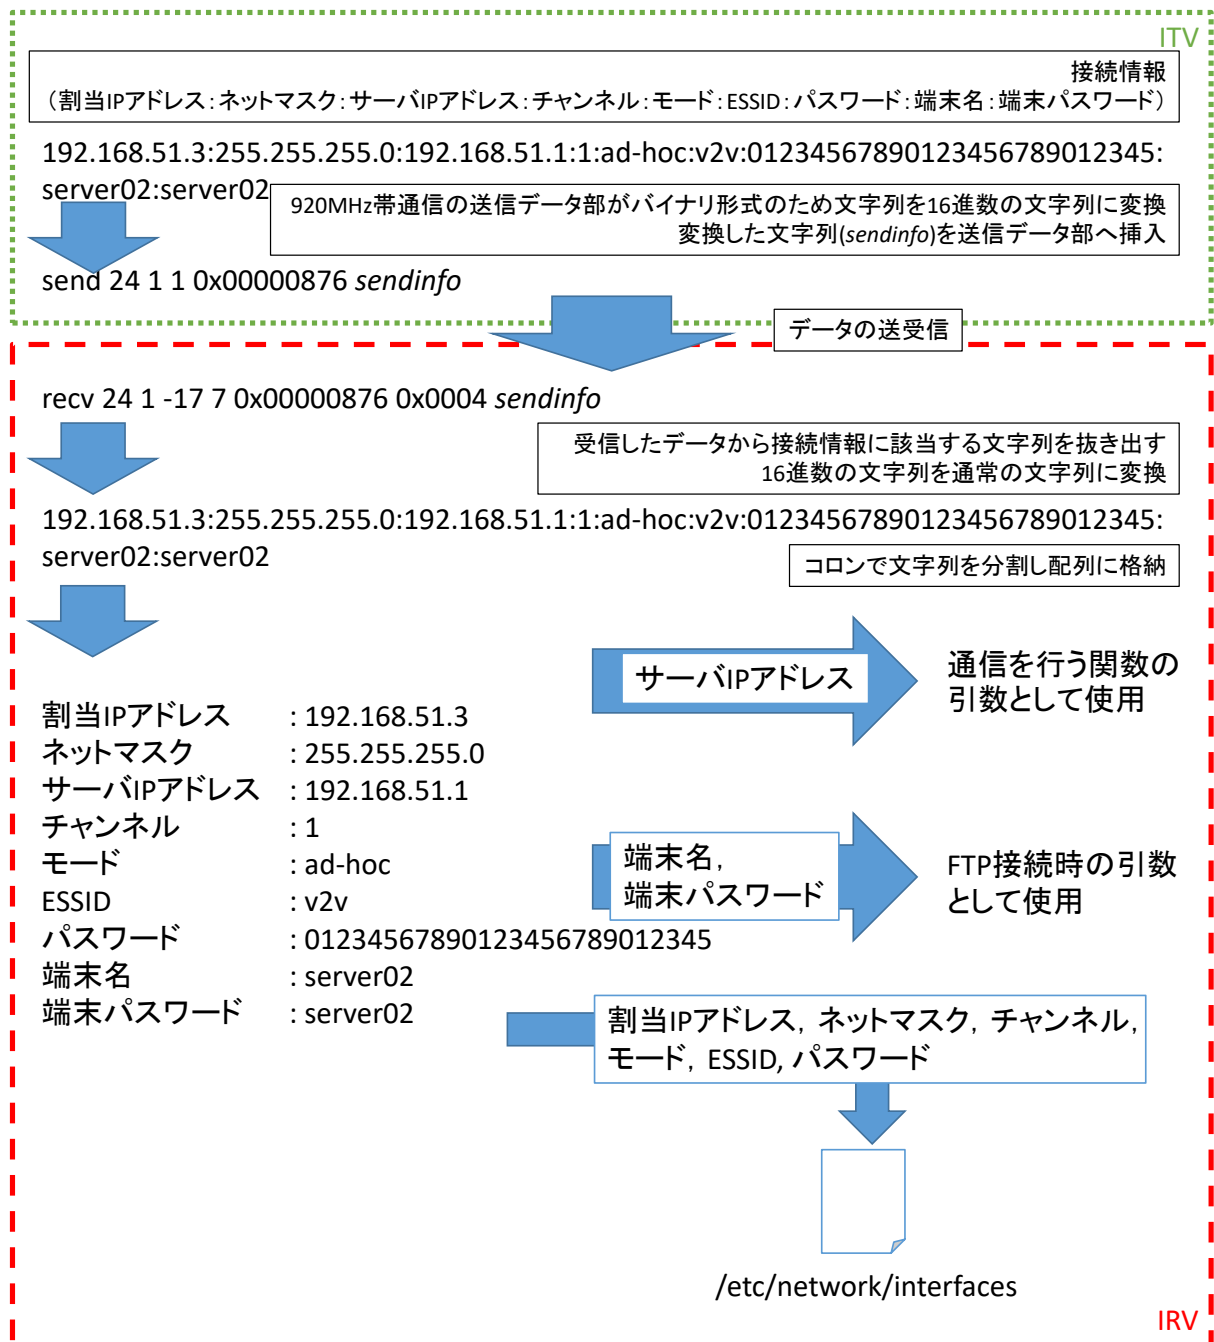 ITV
接続情報
（割当IPアドレス：ネットマスク：サーバIPアドレス：チャンネル：モード：ESSID：パスワード：端末名：端末パスワード）
192.168.51.3:255.255.255.0:192.168.51.1:1:ad-hoc:v2v:01234567890123456789012345:
server02:server02
920MHz帯通信の送信データ部がバイナリ形式のため文字列を16進数の文字列に変換
変換した文字列(sendinfo)を送信データ部へ挿入
send 24 1 1 0x00000876 sendinfo
データの送受信
recv 24 1 -17 7 0x00000876 0x0004 sendinfo
受信したデータから接続情報に該当する文字列を抜き出す
16進数の文字列を通常の文字列に変換
192.168.51.3:255.255.255.0:192.168.51.1:1:ad-hoc:v2v:01234567890123456789012345:
server02:server02
コロンで文字列を分割し配列に格納
サーバIPアドレス
通信を行う関数の
引数として使用
割当IPアドレス : 192.168.51.3
ネットマスク : 255.255.255.0
サーバIPアドレス : 192.168.51.1
チャンネル : 1
モード : ad-hoc
ESSID : v2v
パスワード : 01234567890123456789012345
端末名 : server02
端末パスワード : server02
端末名，
端末パスワード
FTP接続時の引数
として使用
割当IPアドレス，ネットマスク，チャンネル，
モード，ESSID, パスワード
/etc/network/interfaces
IRV